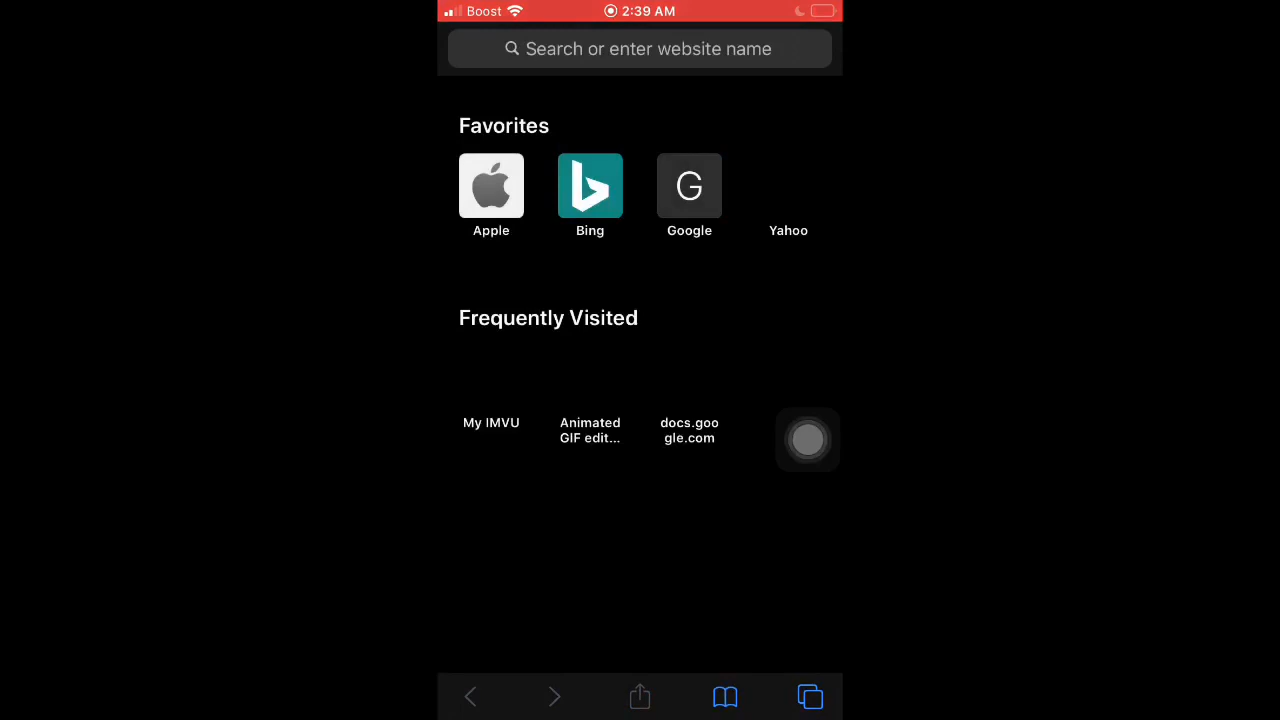 Boost 2:39 AM
Search or enter website name
Favorites
G
Apple Bing Google Yahoo
Frequently Visited
My IMVU Animated docs.goo
GIF edit... gle.com